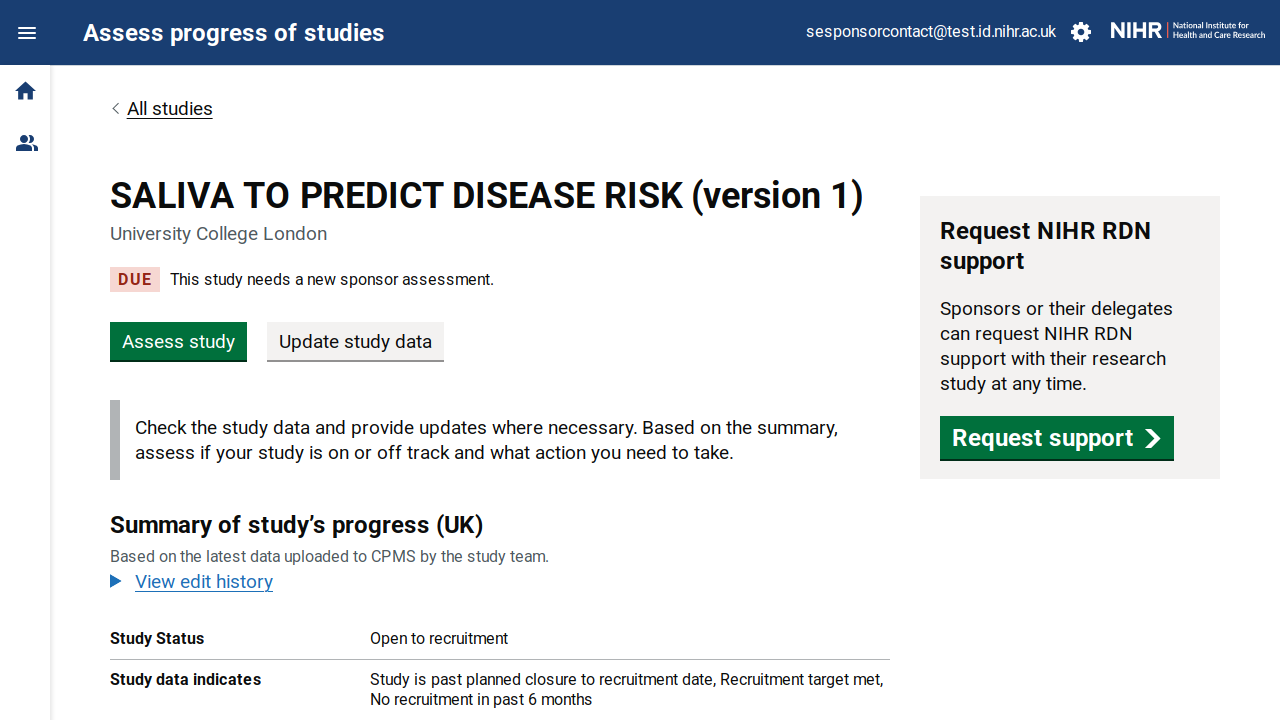 Assess progress of studies
sesponsorcontact@test.id.nihr.ac.uk
NIHR
National Institute for
Health and Care Research
All studies
SALIVA TO PREDICT DISEASE RISK (version 1)
University College London
DUE This study needs a new sponsor assessment.
Assess study
Update study data
Check the study data and provide updates where necessary. Based on the summary,
assess if your study is on or off track and what action you need to take.
Summary of study’s progress (UK)
Based on the latest data uploaded to CPMS by the study team.
View edit history
Study Status Open to recruitment
Study data indicates Study is past planned closure to recruitment date, Recruitment target met,
No recruitment in past 6 months
Request NIHR RDN
support
Sponsors or their delegates
can request NIHR RDN
support with their research
study at any time.
Request support